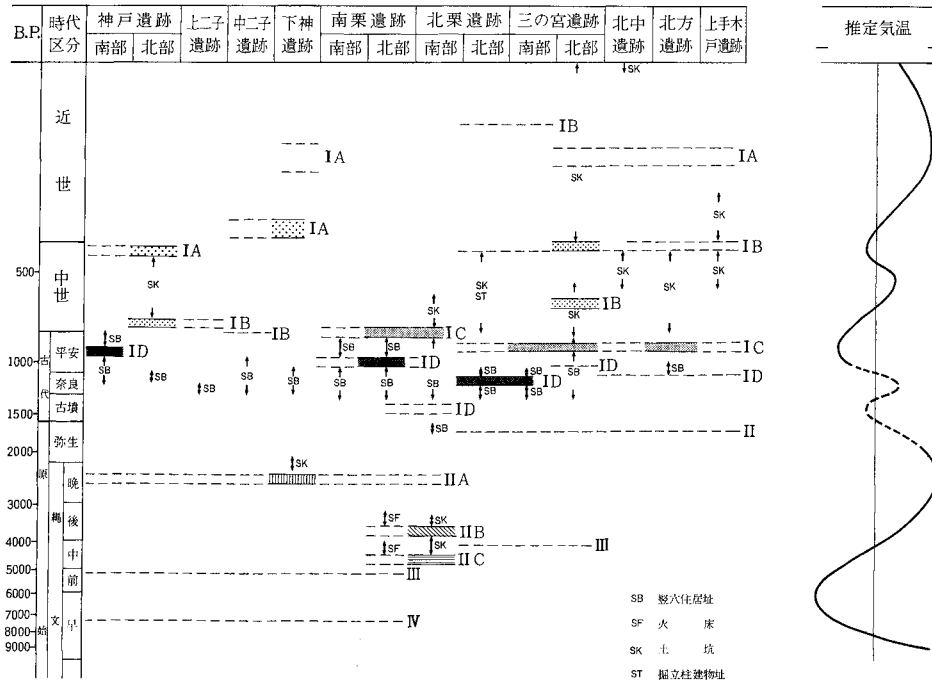 B.P. 時代区分 神戸遺跡 上二子遺跡 中二子遺跡 下神遺跡 南栗遺跡 北栗遺跡 三の宮遺跡 北中遺跡 北方遺跡 上手木戸遺跡 推定気温
南部 北部 南部 北部 南部 北部 南部 北部
SK
近世
IB
IA IA
SK
SK
IA
IA IB
500
中世
SK SK ST SK SK SK
SK
SK IB
IB IB
IC
古代
平安 SB SB SB IC
ID
1000
SB SB ID SB ID
SB SB SB SB ID
奈良 SB SB SB SB SB SB
SB ID
SB SB
古墳 ID
1500
SB II
弥生
2000
SK
原始
縄文
晩 IIA
3000
後 SF SK
IIB
4000
中 SF SK III
IIC
5000
前 III
6000
7000
早 IV
8000
9000
SB 竪穴住居址
SF 火床
SK 土坑
ST 掘立柱建物址